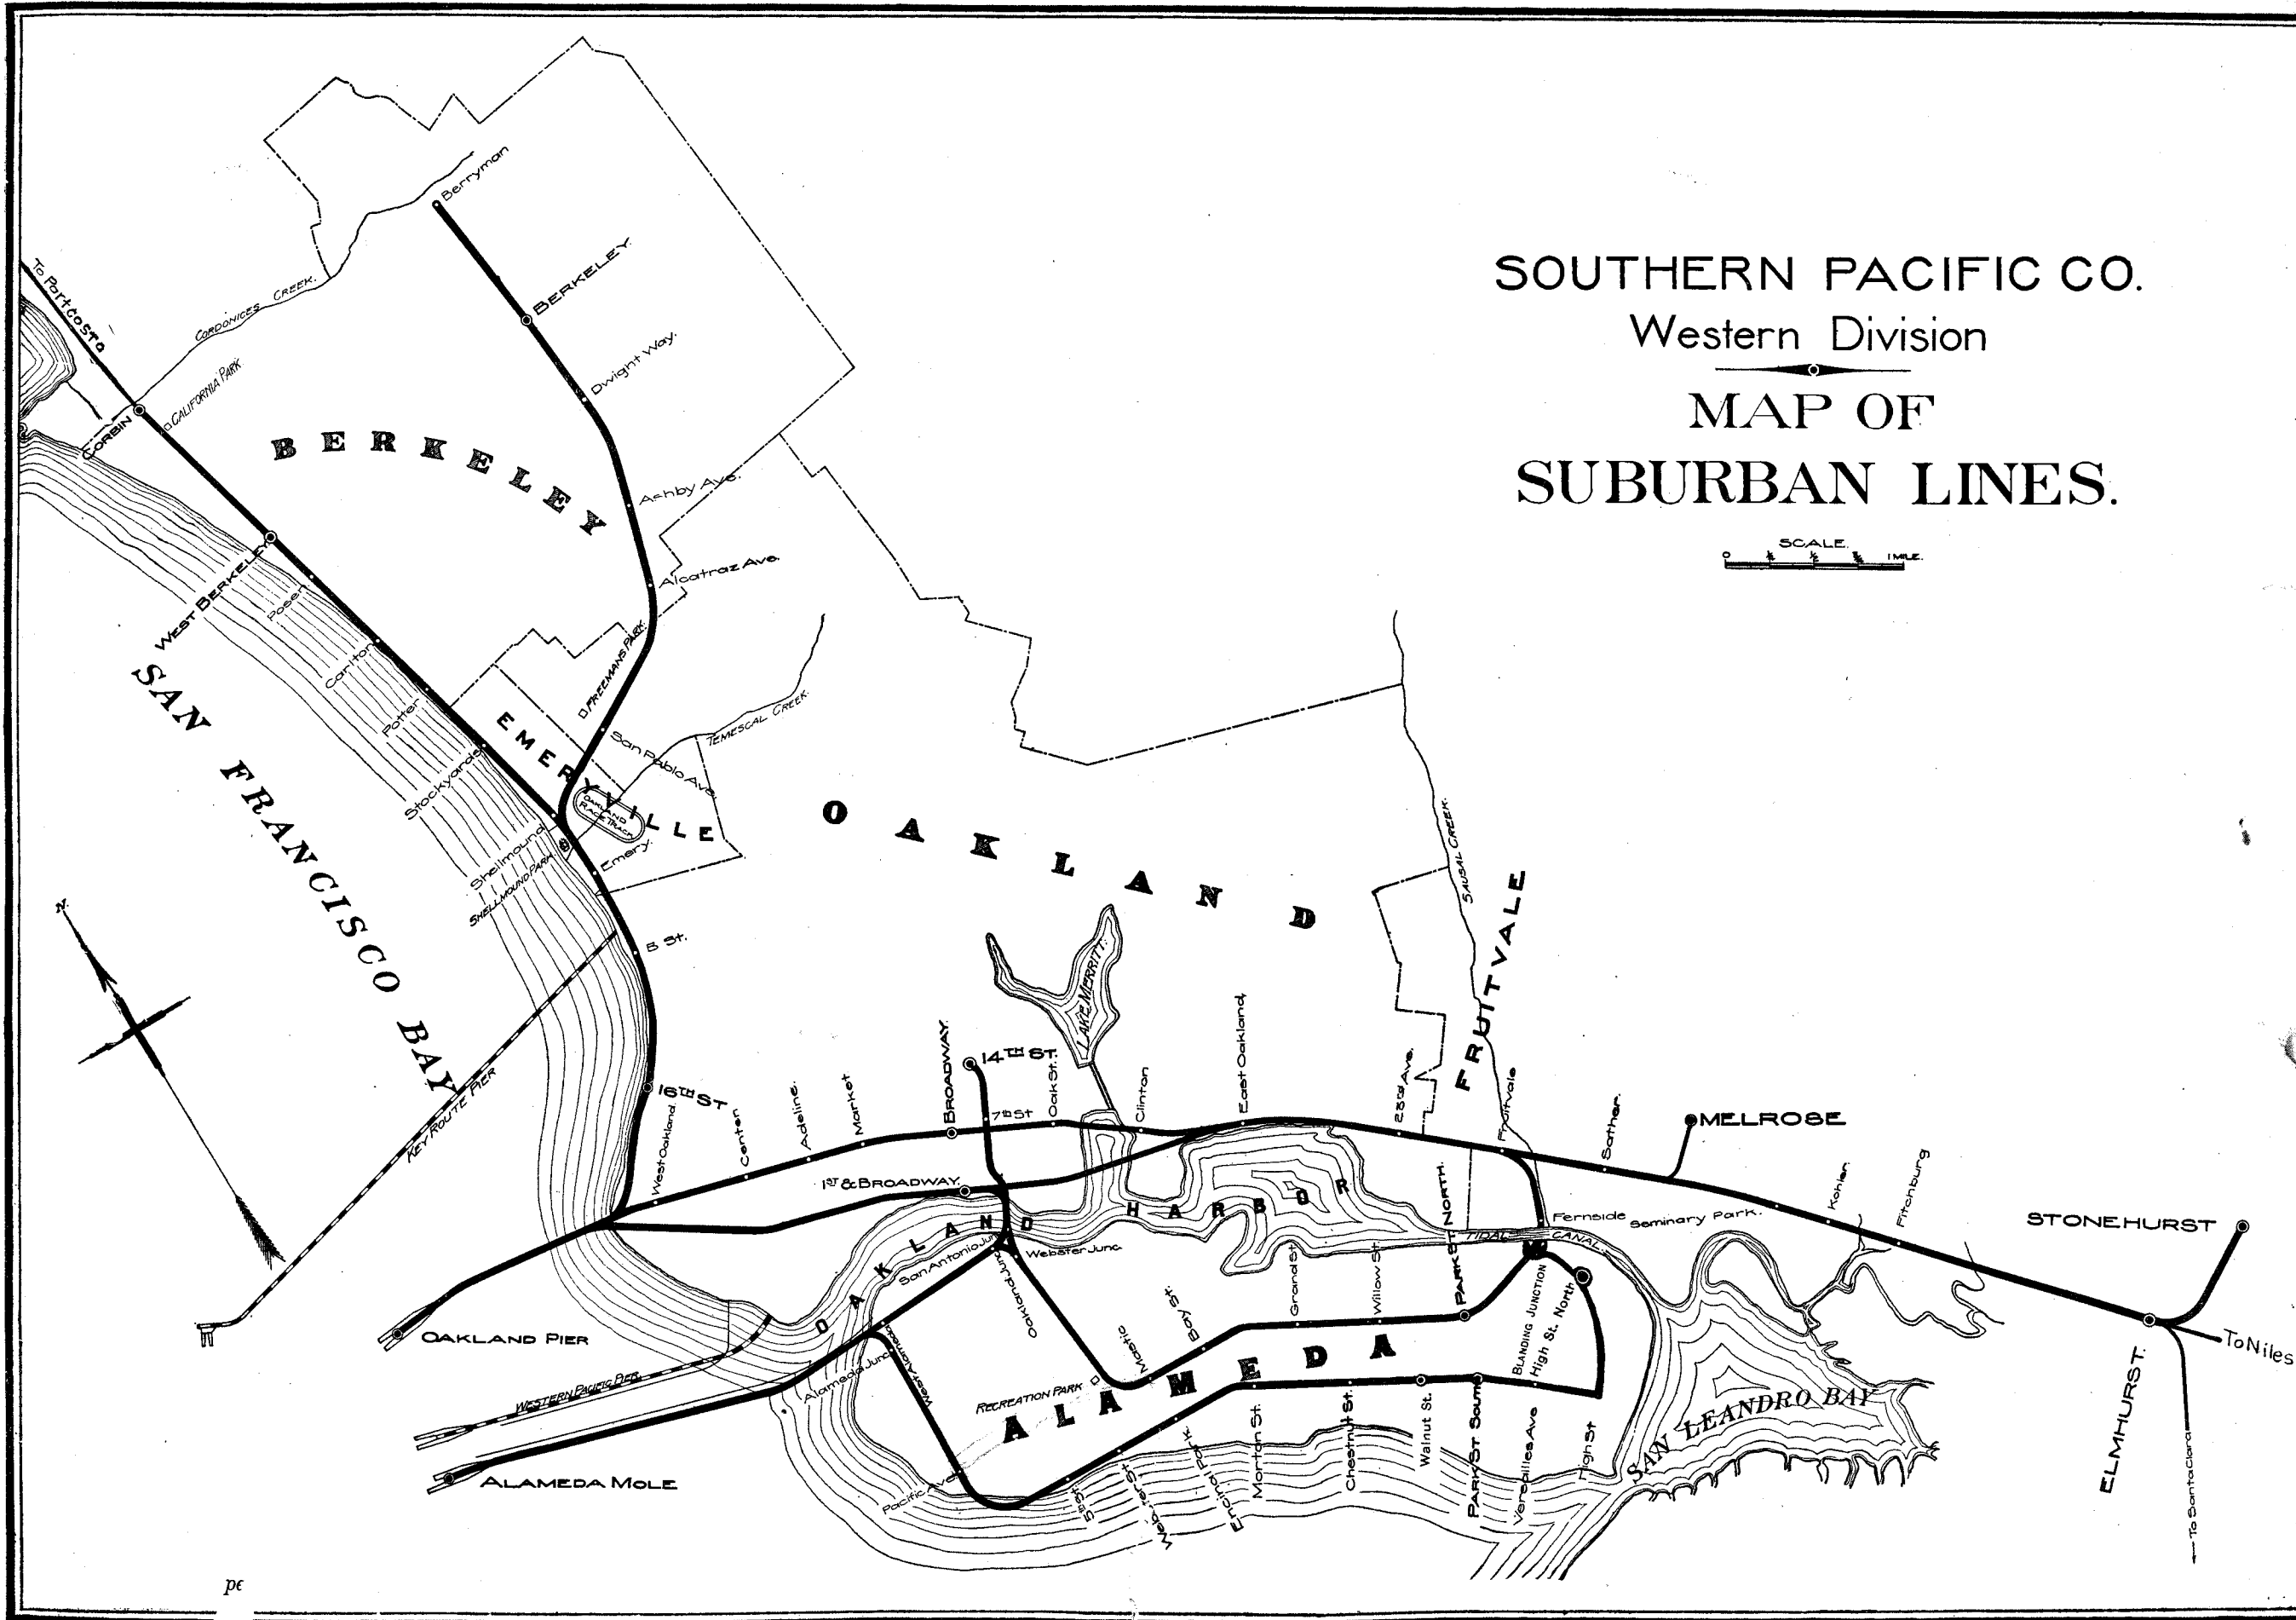 SOUTHERN PACIFIC CO.
Western Division
MAP OF
SUBURBAN LINES.
SCALE.
0 ¼ ½ ¾ 1 MILE.
Berryman
BERKELEY.
Dwight Way.
Ashby Ave.
Alcatraz Ave.
FREEMANS PARK.
San Pablo Ave.
TEMESCAL CREEK.
To Port Costa
CORDONICES CREEK.
CALIFORNIA PARK
CORBIN
BERKELEY
WEST BERKELEY
Posen
Carlton
Potter
Stockyards
Shellmound
SHELLMOUND PARK.
EMERYVILLE
OAKLAND
RACE TRACK
Emery.
B St.
SAN FRANCISCO BAY
N.
KEY ROUTE PIER
OAKLAND
SAUSAL CREEK.
FRUITVALE
LAKE MERRITT.
16TH ST
West Oakland.
Center
Adeline.
Market
BROADWAY.
14TH ST.
7th St
Oak St.
Clinton
East Oakland,
23rd Ave.
Fruitvale
Sather.
MELROSE
Kohler.
Fitchburg
Seminary Park.
STONEHURST
ELMHURST.
To Niles
To Santa Clara
1ST & BROADWAY.
OAKLAND HARBOR
San Antonio Junc
Oakland Junc
Webster Junc
PARK ST. NORTH.
Fernside
TIDAL CANAL.
BLANDING JUNCTION
High St. North
Mastic
Bay St.
Grand St.
Willow St.
ALAMEDA
RECREATION PARK
OAKLAND PIER
WESTERN PACIFIC PIER
ALAMEDA MOLE
Alameda Junc
West Alameda
Pacific Ave.
5th St.
Webster St
Encinal Park
Morton St.
Chestnut St.
Walnut St.
PARK ST SOUTH
Versailles Ave
High St
SAN LEANDRO BAY
pe